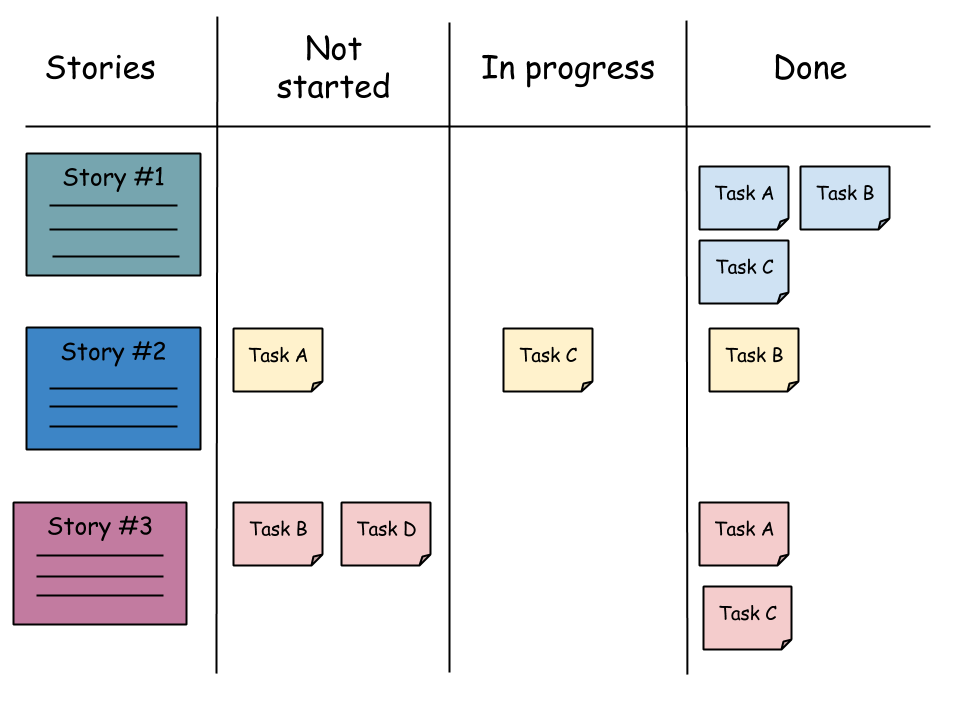 Stories
Not
started
In progress
Done
Story #1
Task A
Task B
Task C
Story #2
Task A
Task C
Task B
Story #3
Task B
Task D
Task A
Task C